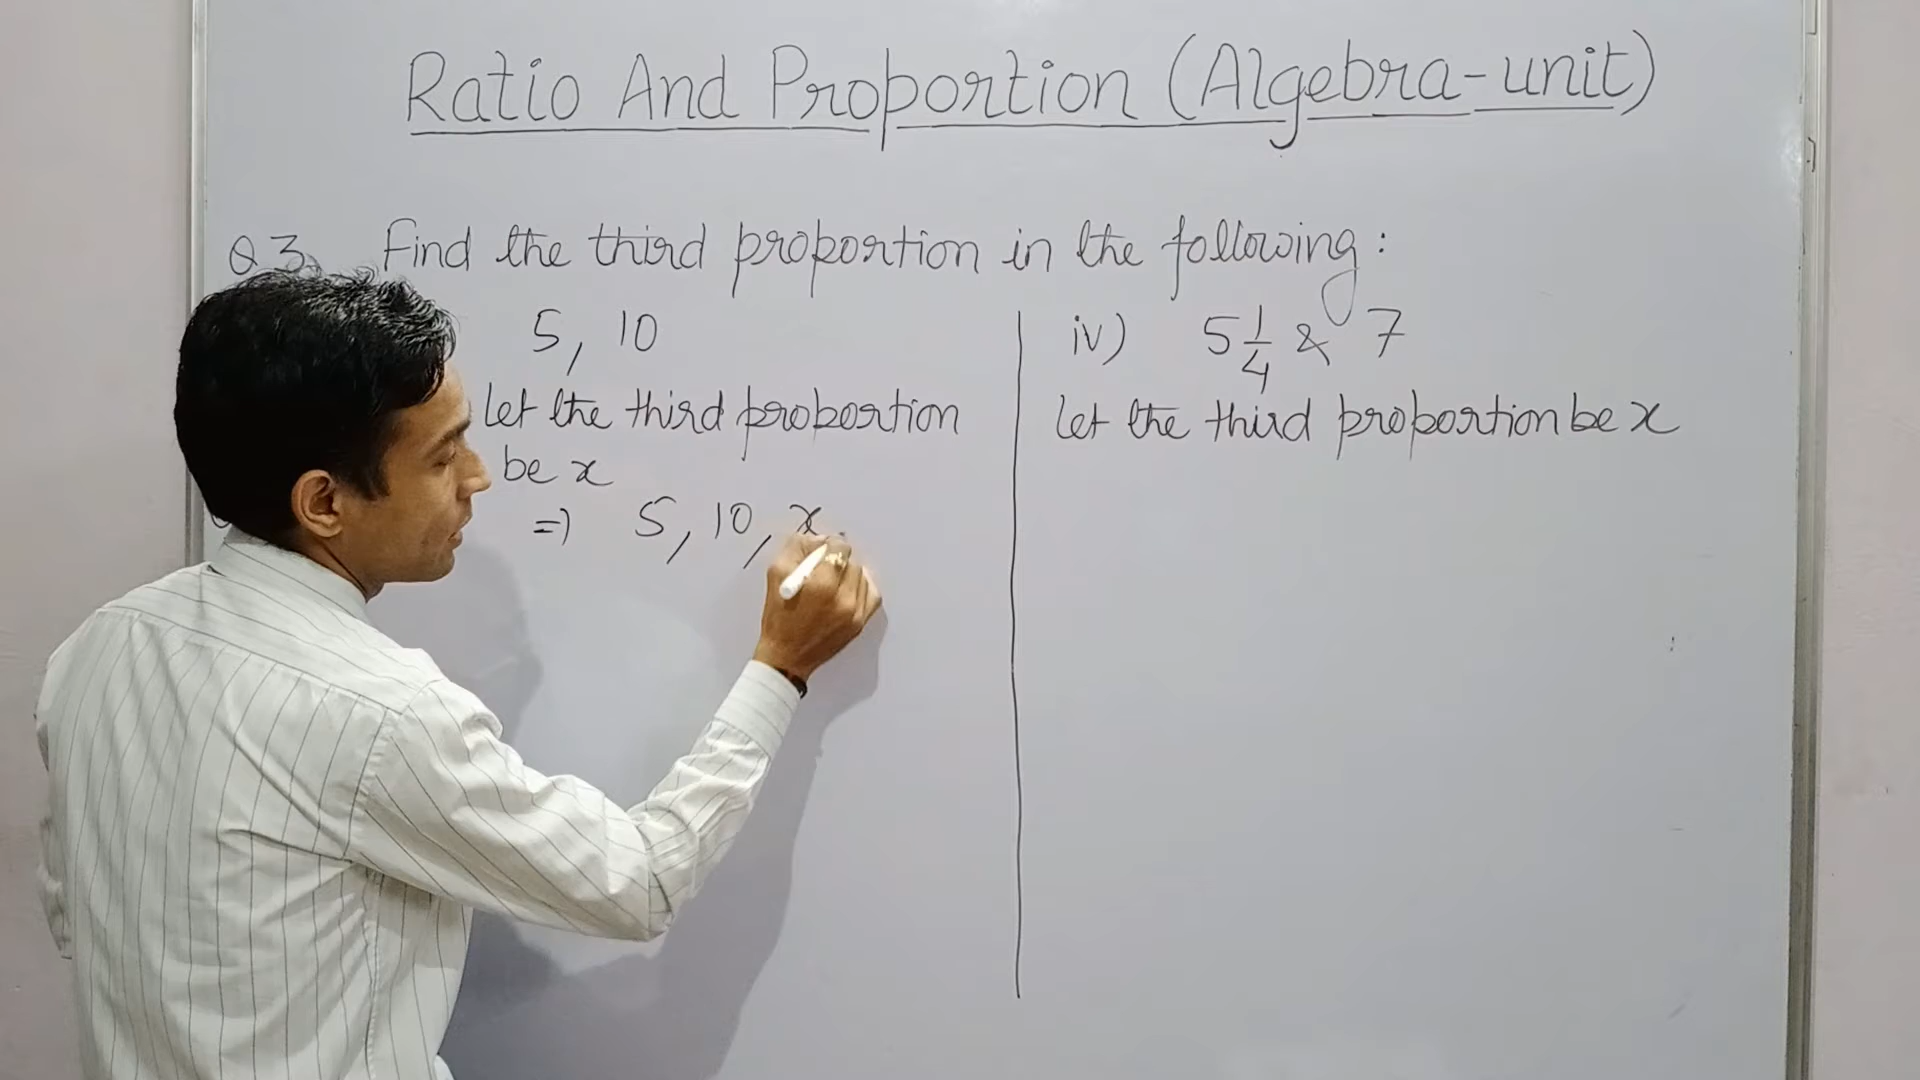 Ratio And Proportion (Algebra-unit)
Q 3. Find the third proportion in the following :
5, 10
let the third proportion
be x
=> 5, 10, x
iv) 5 1/4 & 7
let the third proportion be x